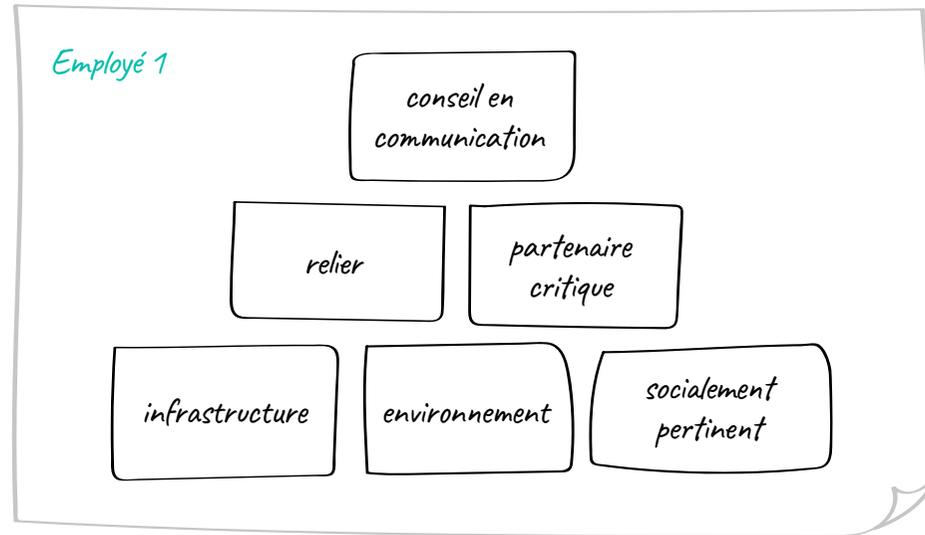 Employé 1
conseil en
communication
relier
partenaire
critique
infrastructure
environnement
socialement
pertinent